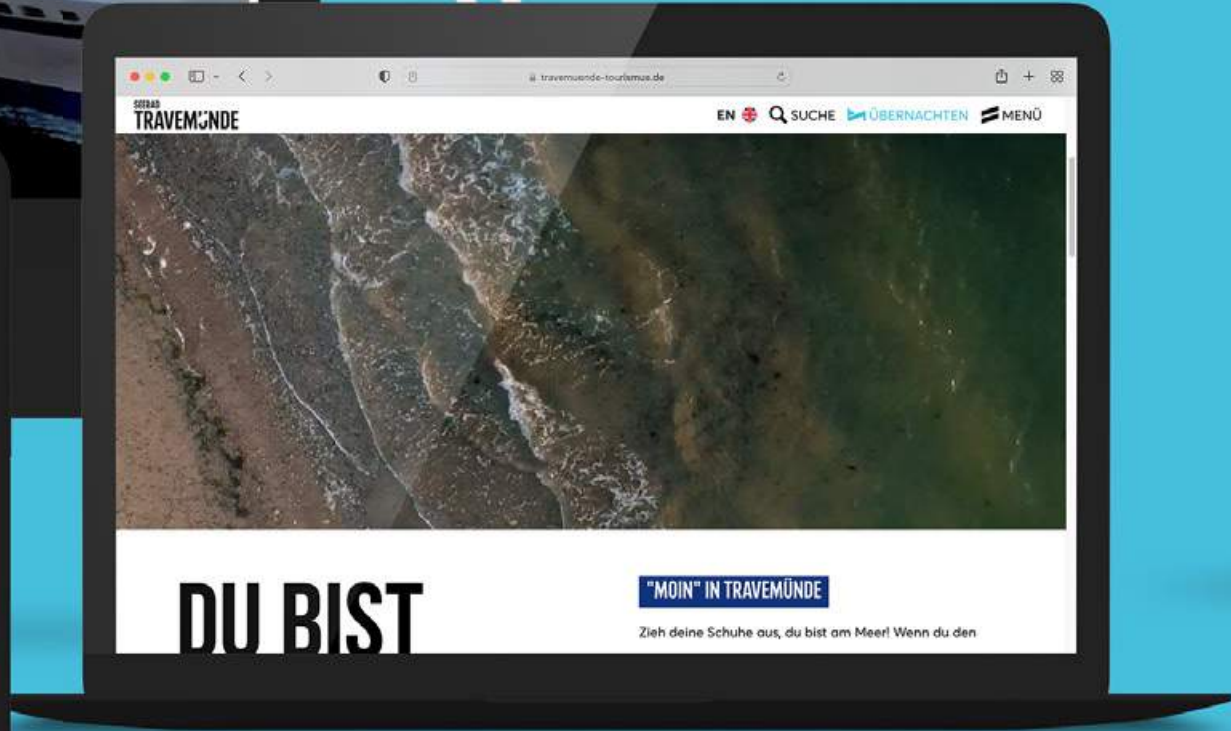 travemuende-tourismus.de
SEEBAD
TRAVEMÜNDE
EN SUCHE ÜBERNACHTEN MENÜ
DU BIST
"MOIN" IN TRAVEMÜNDE
Zieh deine Schuhe aus, du bist am Meer! Wenn du den